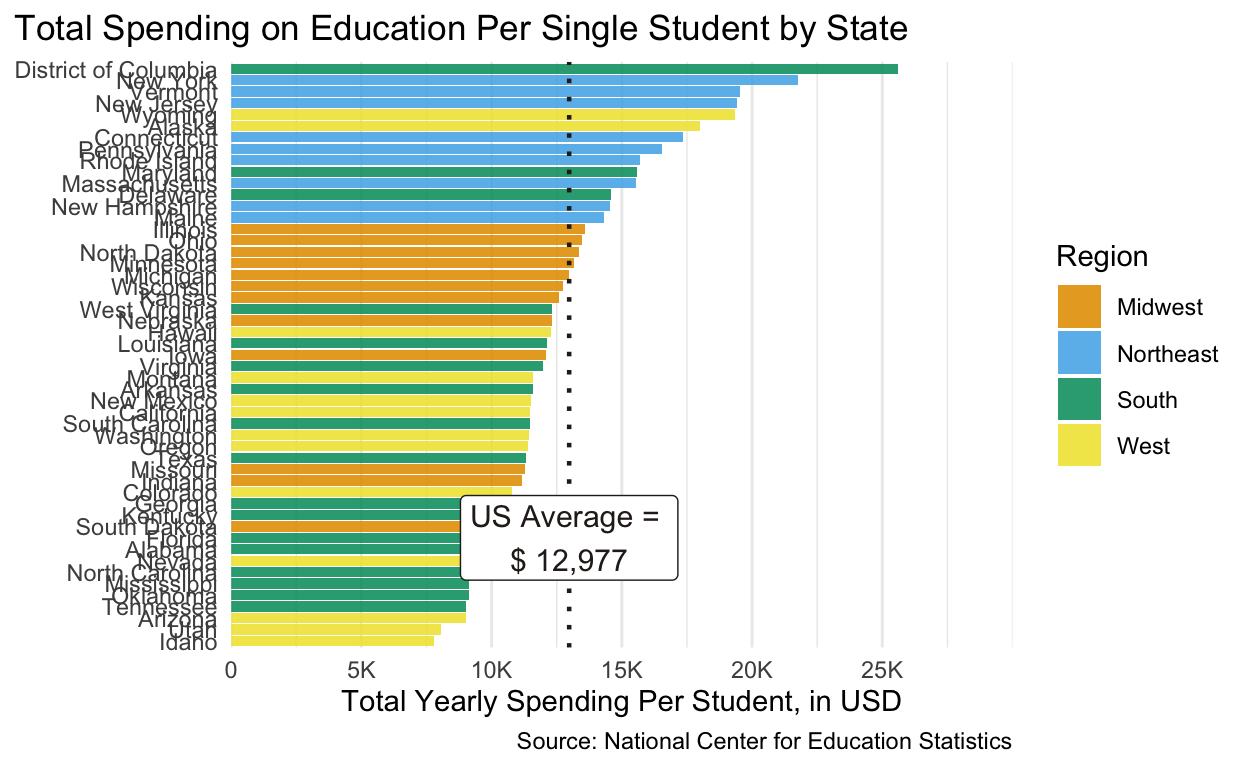 Total Spending on Education Per Single Student by State
District of Columbia
New York
Vermont
New Jersey
Wyoming
Alaska
Connecticut
Pennsylvania
Rhode Island
Maryland
Massachusetts
Delaware
New Hampshire
Maine
Illinois
Ohio
North Dakota
Minnesota
Michigan
Wisconsin
Kansas
West Virginia
Nebraska
Hawaii
Louisiana
Iowa
Virginia
Montana
Arkansas
New Mexico
California
South Carolina
Washington
Oregon
Texas
Missouri
Indiana
Colorado
Georgia
Kentucky
South Dakota
Florida
Alabama
Nevada
North Carolina
Mississippi
Oklahoma
Tennessee
Arizona
Utah
Idaho
US Average =
$ 12,977
0 5K 10K 15K 20K 25K
Total Yearly Spending Per Student, in USD
Source: National Center for Education Statistics
Region
Midwest
Northeast
South
West